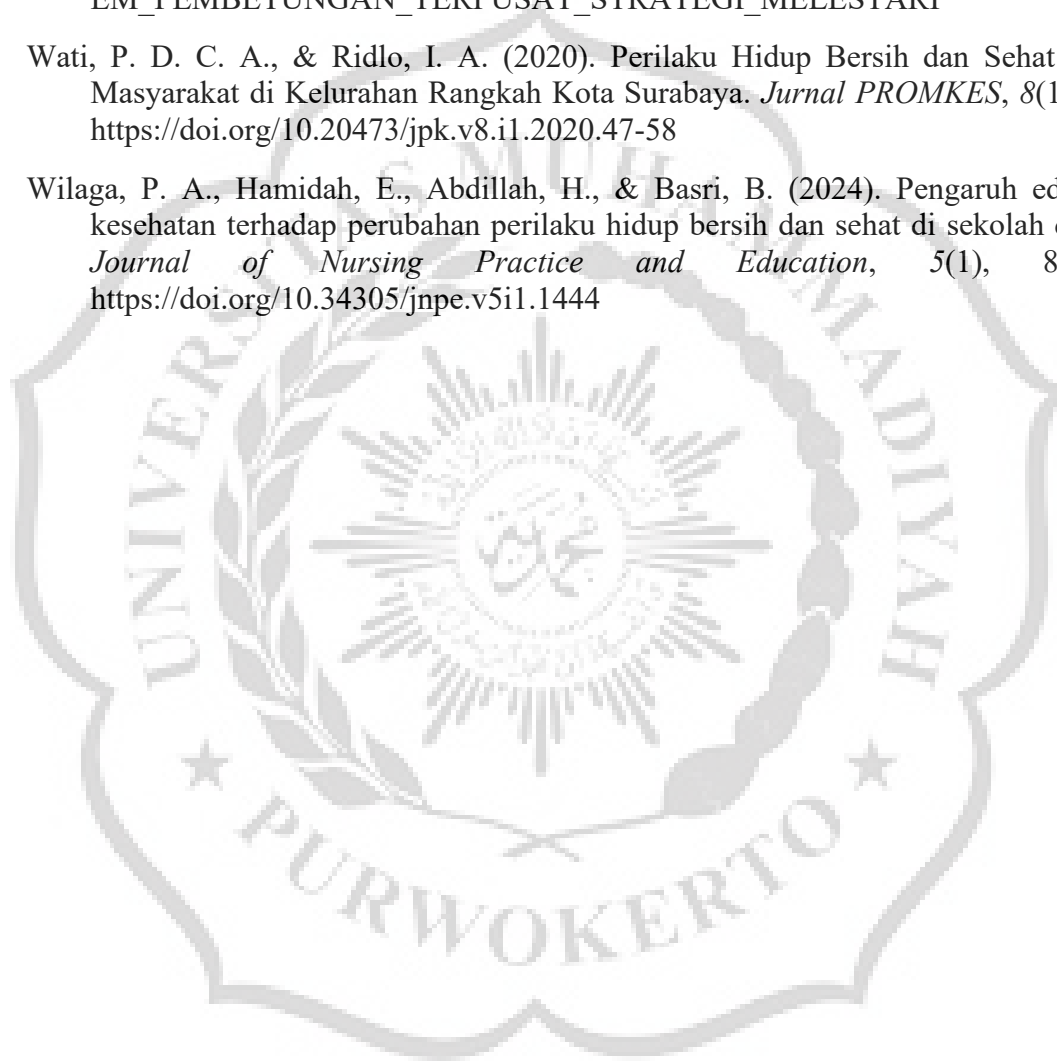 EM_PEMBETUNGAN_TERPUSAT_STRATEGI_MELESTARI
Wati, P. D. C. A., & Ridlo, I. A. (2020). Perilaku Hidup Bersih dan Sehat
Masyarakat di Kelurahan Rangkah Kota Surabaya. Jurnal PROMKES, 8(1
https://doi.org/10.20473/jpk.v8.i1.2020.47-58
Wilaga, P. A., Hamidah, E., Abdillah, H., & Basri, B. (2024). Pengaruh ed
kesehatan terhadap perubahan perilaku hidup bersih dan sehat di sekolah
Journal of Nursing Practice and Education, 5(1), 8
https://doi.org/10.34305/jnpe.v5i1.1444
UNIVERSITAS MUHAMMADIYAH
PURWOKERTO